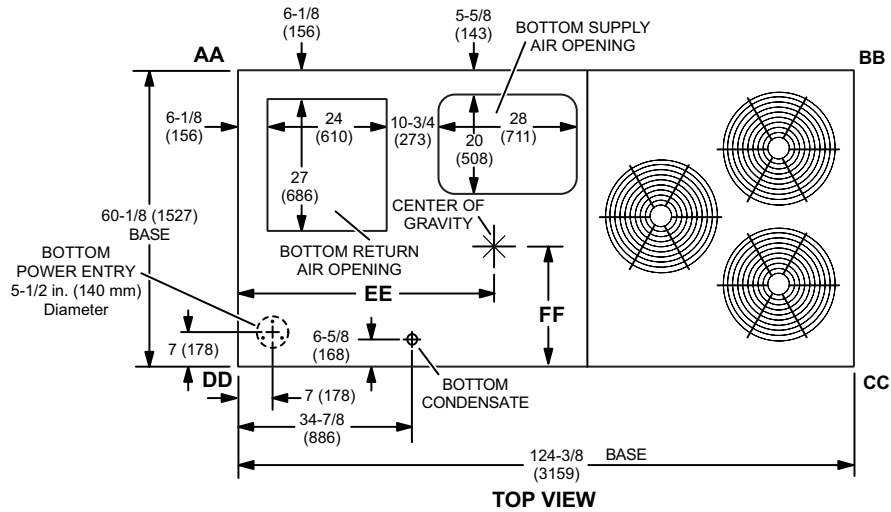 6-1/8
(156)
5-5/8
(143)
BOTTOM SUPPLY
AIR OPENING
AA
BB
6-1/8
(156)
24
(610)
10-3/4
(273)
28
(711)
20
(508)
27
(686)
CENTER OF
GRAVITY
60-1/8 (1527)
BASE
BOTTOM RETURN
AIR OPENING
BOTTOM
POWER ENTRY
5-1/2 in. (140 mm)
Diameter
EE
FF
7 (178)
6-5/8
(168)
DD
7 (178)
BOTTOM
CONDENSATE
CC
34-7/8
(886)
124-3/8 BASE
(3159)
TOP VIEW